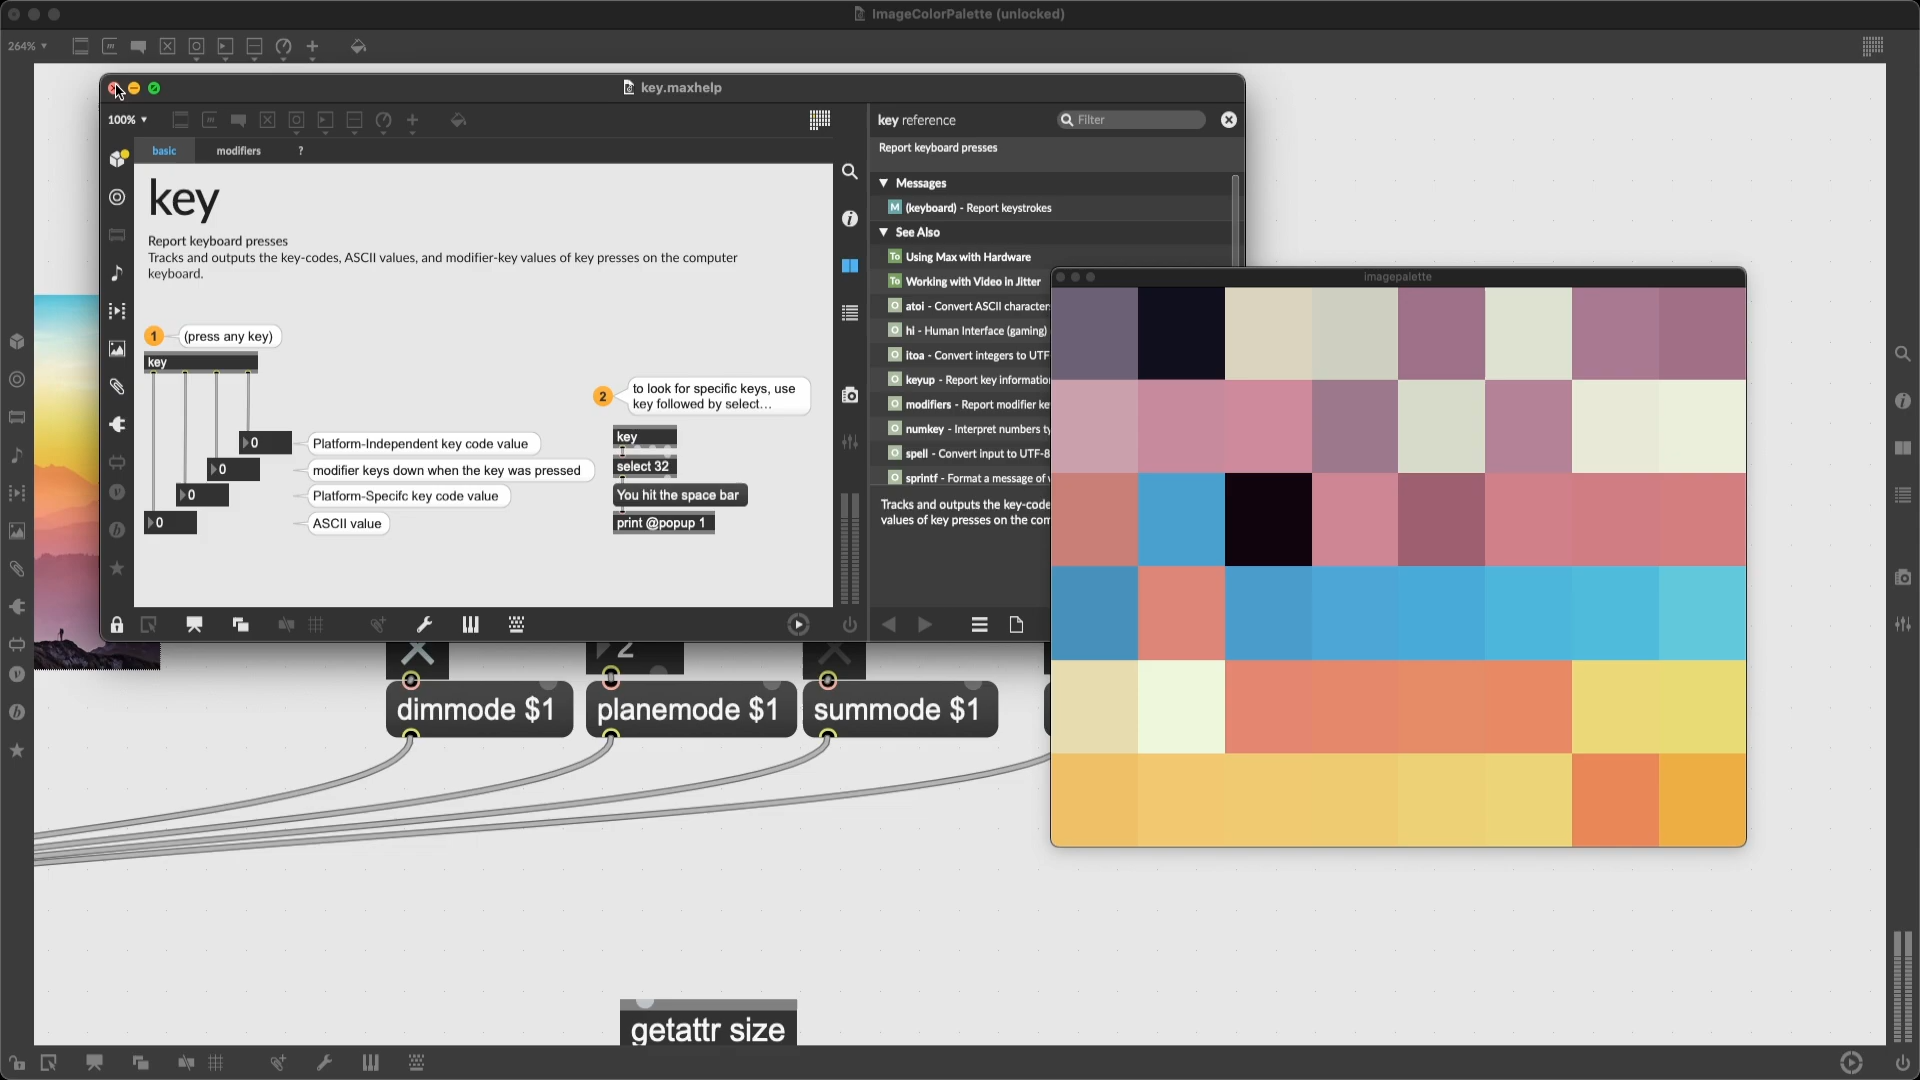 ImageColorPalette (unlocked)
264%
key.maxhelp
100%
basic
modifiers
?
key
Report keyboard presses
Tracks and outputs the key-codes, ASCII values, and modifier-key values of key presses on the computer
keyboard.
1
(press any key)
key
0
Platform-Independent key code value
0
modifier keys down when the key was pressed
0
Platform-Specifc key code value
0
ASCII value
2
to look for specific keys, use
key followed by select...
key
select 32
You hit the space bar
print @popup 1
key reference
Filter
Report keyboard presses
Messages
M (keyboard) - Report keystrokes
See Also
To Using Max with Hardware
To Working with Video in Jitter
O atoi - Convert ASCII character
O hi - Human Interface (gaming)
O itoa - Convert integers to UTF
O keyup - Report key information
O modifiers - Report modifier ke
O numkey - Interpret numbers ty
O spell - Convert input to UTF-8
O sprintf - Format a message of
Tracks and outputs the key-code
values of key presses on the com
imagepalette
2
dimmode $1
planemode $1
summode $1
getattr size